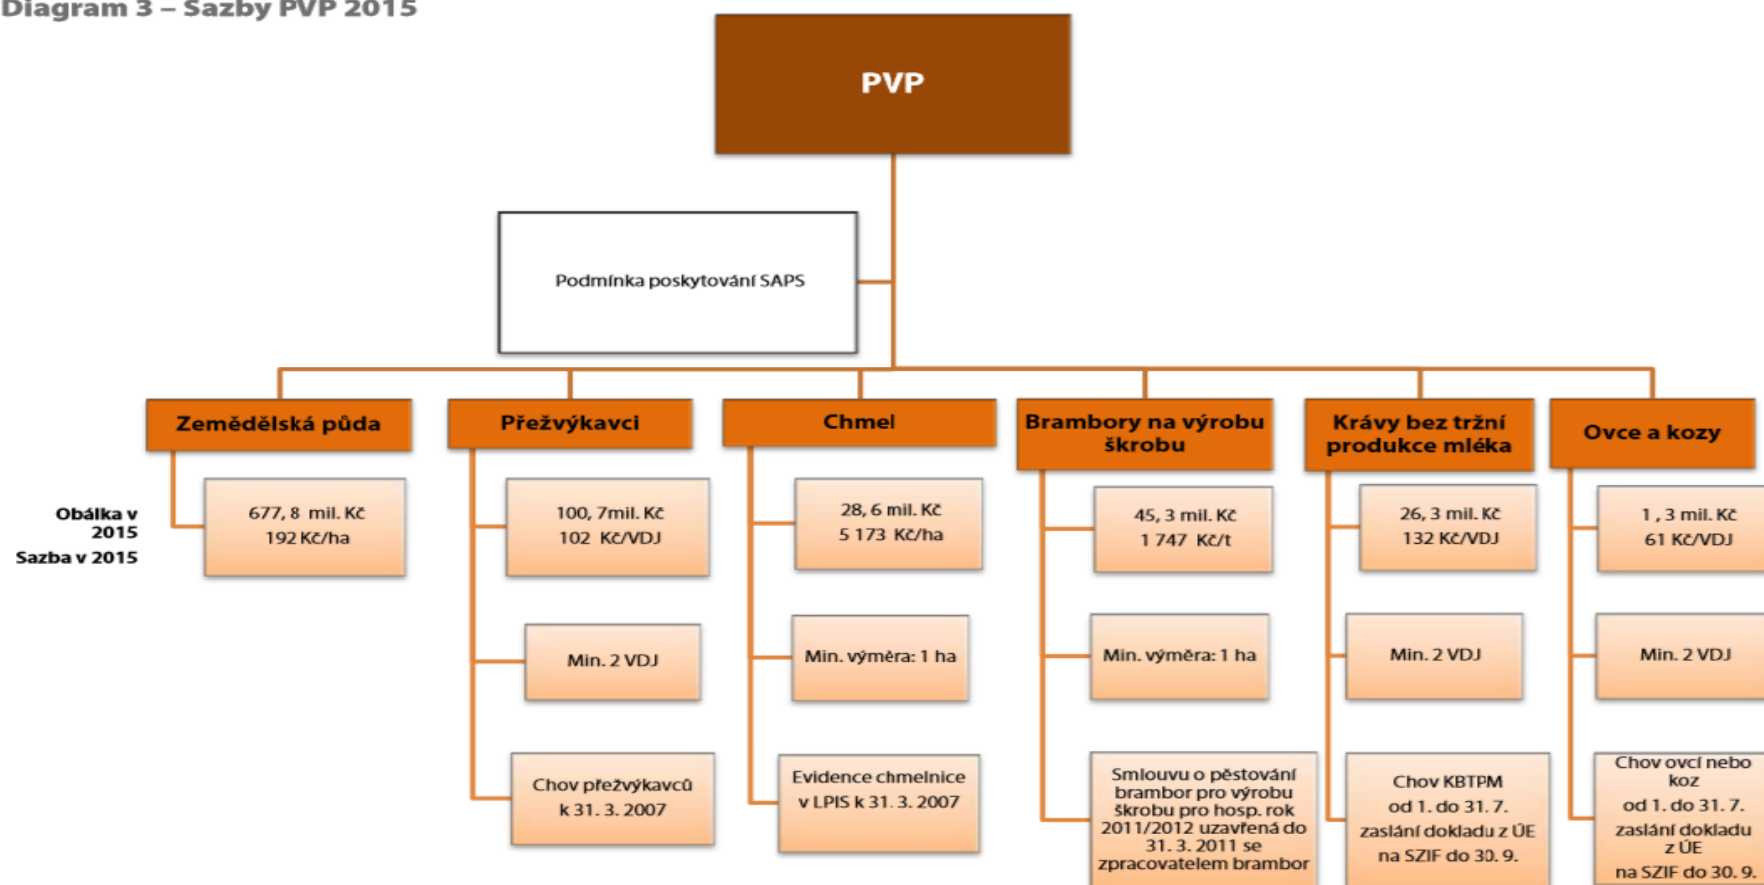 Diagram 3 – Sazby PVP 2015
PVP
Podmínka poskytování SAPS
Zemědělská půda
Přežvýkavci
Chmel
Brambory na výrobu
škrobu
Krávy bez tržní
produkce mléka
Ovce a kozy
Obálka v
2015
Sazba v 2015
677, 8 mil. Kč
192 Kč/ha
100, 7mil. Kč
102 Kč/VDJ
28, 6 mil. Kč
5 173 Kč/ha
45, 3 mil. Kč
1 747 Kč/t
26, 3 mil. Kč
132 Kč/VDJ
1 , 3 mil. Kč
61 Kč/VDJ
Min. 2 VDJ
Min. výměra: 1 ha
Min. výměra: 1 ha
Min. 2 VDJ
Min. 2 VDJ
Chov přežvýkavců
k 31. 3. 2007
Evidence chmelnice
v LPIS k 31. 3. 2007
Smlouvu o pěstování
brambor pro výrobu
škrobu pro hosp. rok
2011/2012 uzavřená do
31. 3. 2011 se
zpracovatelem brambor
Chov KBTPM
od 1. do 31. 7.
zaslání dokladu z ÚE
na SZIF do 30. 9.
Chov ovcí nebo
koz
od 1. do 31. 7.
zaslání dokladu
z ÚE
na SZIF do 30. 9.